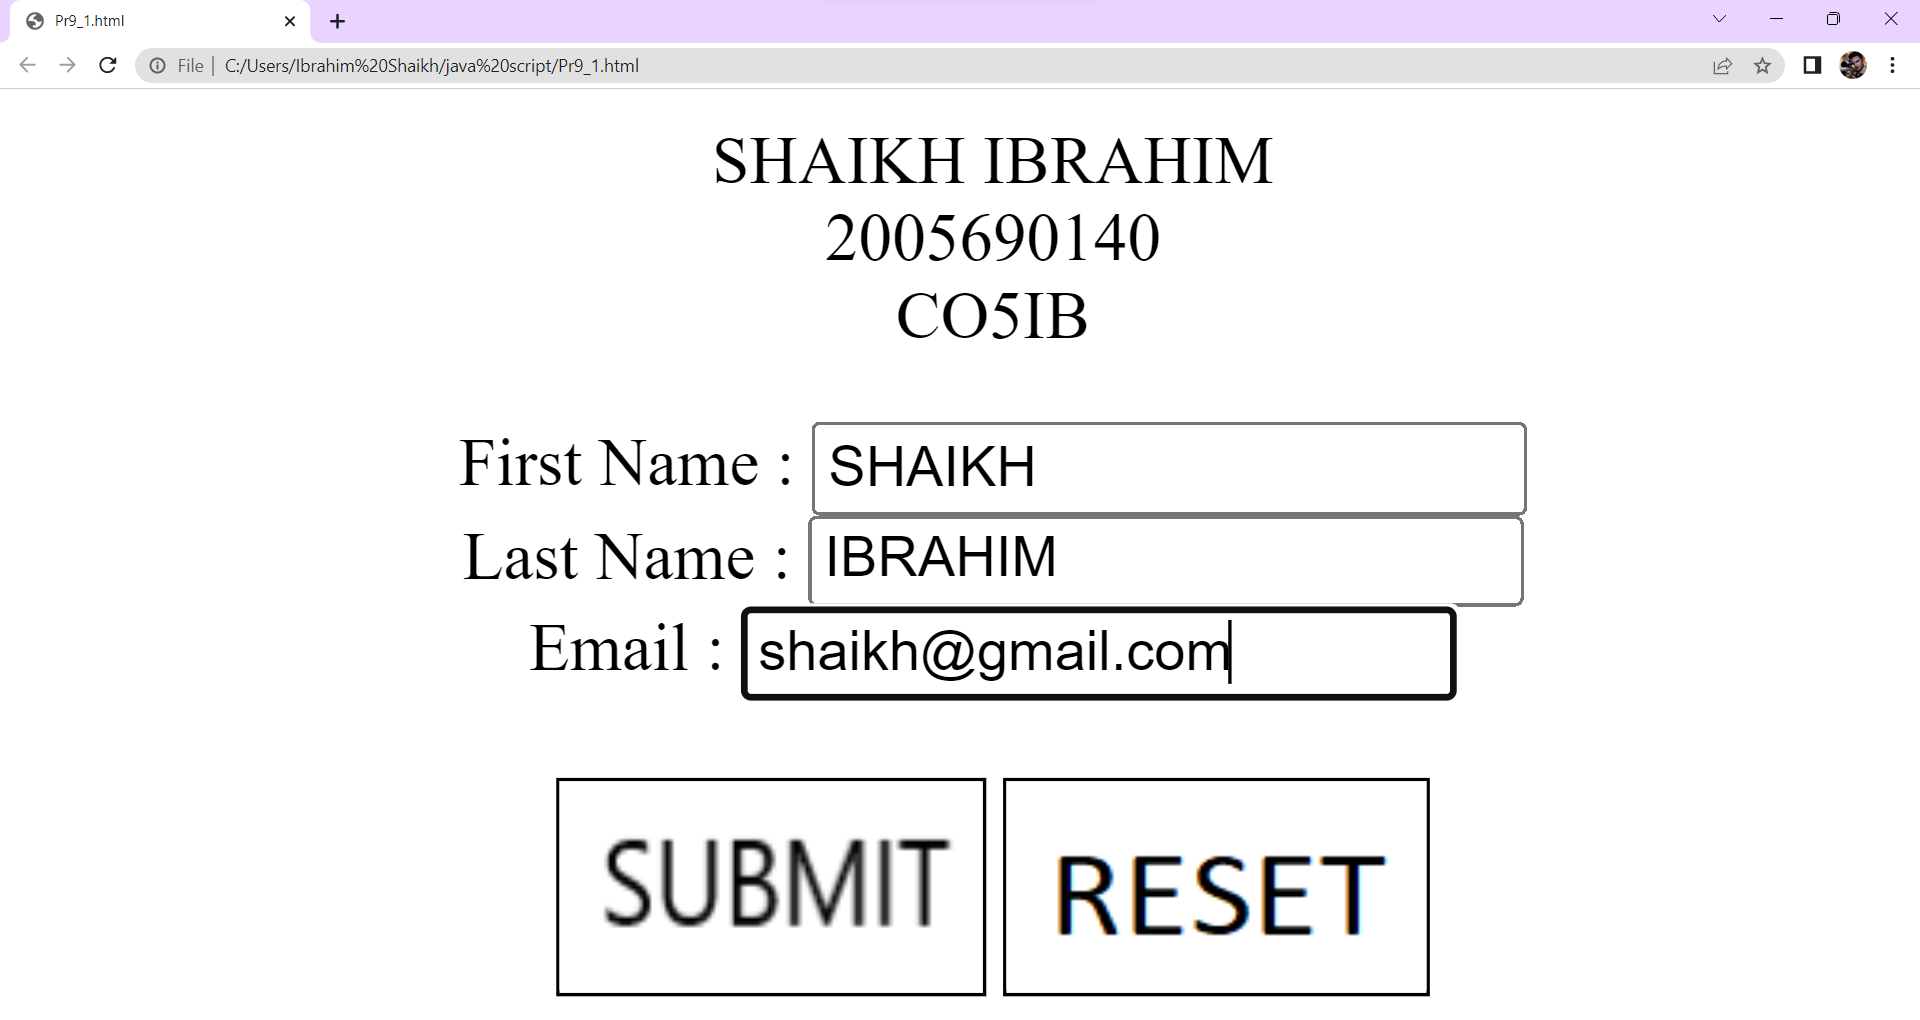 Pr9_1.html
File | C:/Users/Ibrahim%20Shaikh/java%20script/Pr9_1.html
SHAIKH IBRAHIM
2005690140
CO5IB
First Name : SHAIKH
Last Name : IBRAHIM
Email : shaikh@gmail.com
SUBMIT RESET